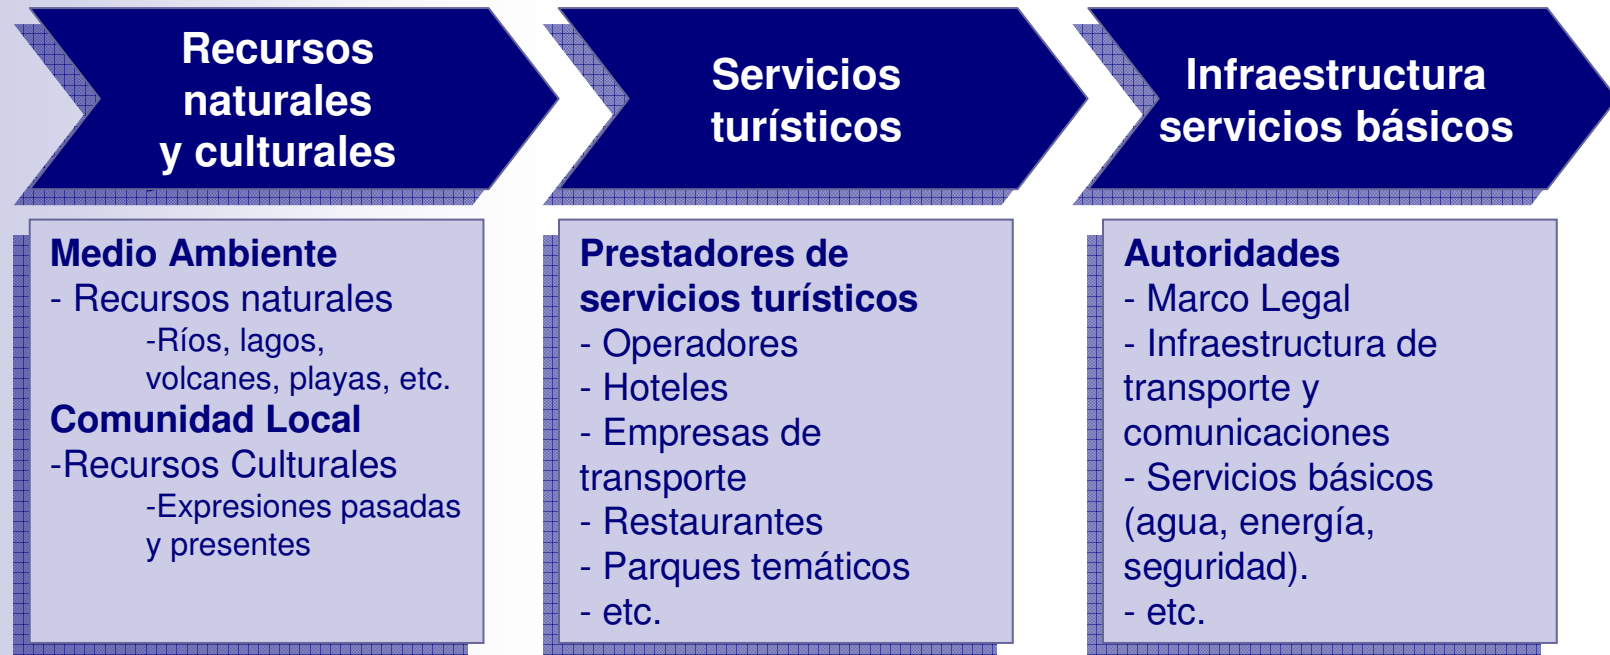 Recursos
naturales
y culturales
Servicios
turísticos
Infraestructura
servicios básicos
Medio Ambiente
- Recursos naturales
-Ríos, lagos,
volcanes, playas, etc.
Comunidad Local
-Recursos Culturales
-Expresiones pasadas
y presentes
Prestadores de
servicios turísticos
- Operadores
- Hoteles
- Empresas de
transporte
- Restaurantes
- Parques temáticos
- etc.
Autoridades
- Marco Legal
- Infraestructura de
transporte y
comunicaciones
- Servicios básicos
(agua, energía,
seguridad).
- etc.